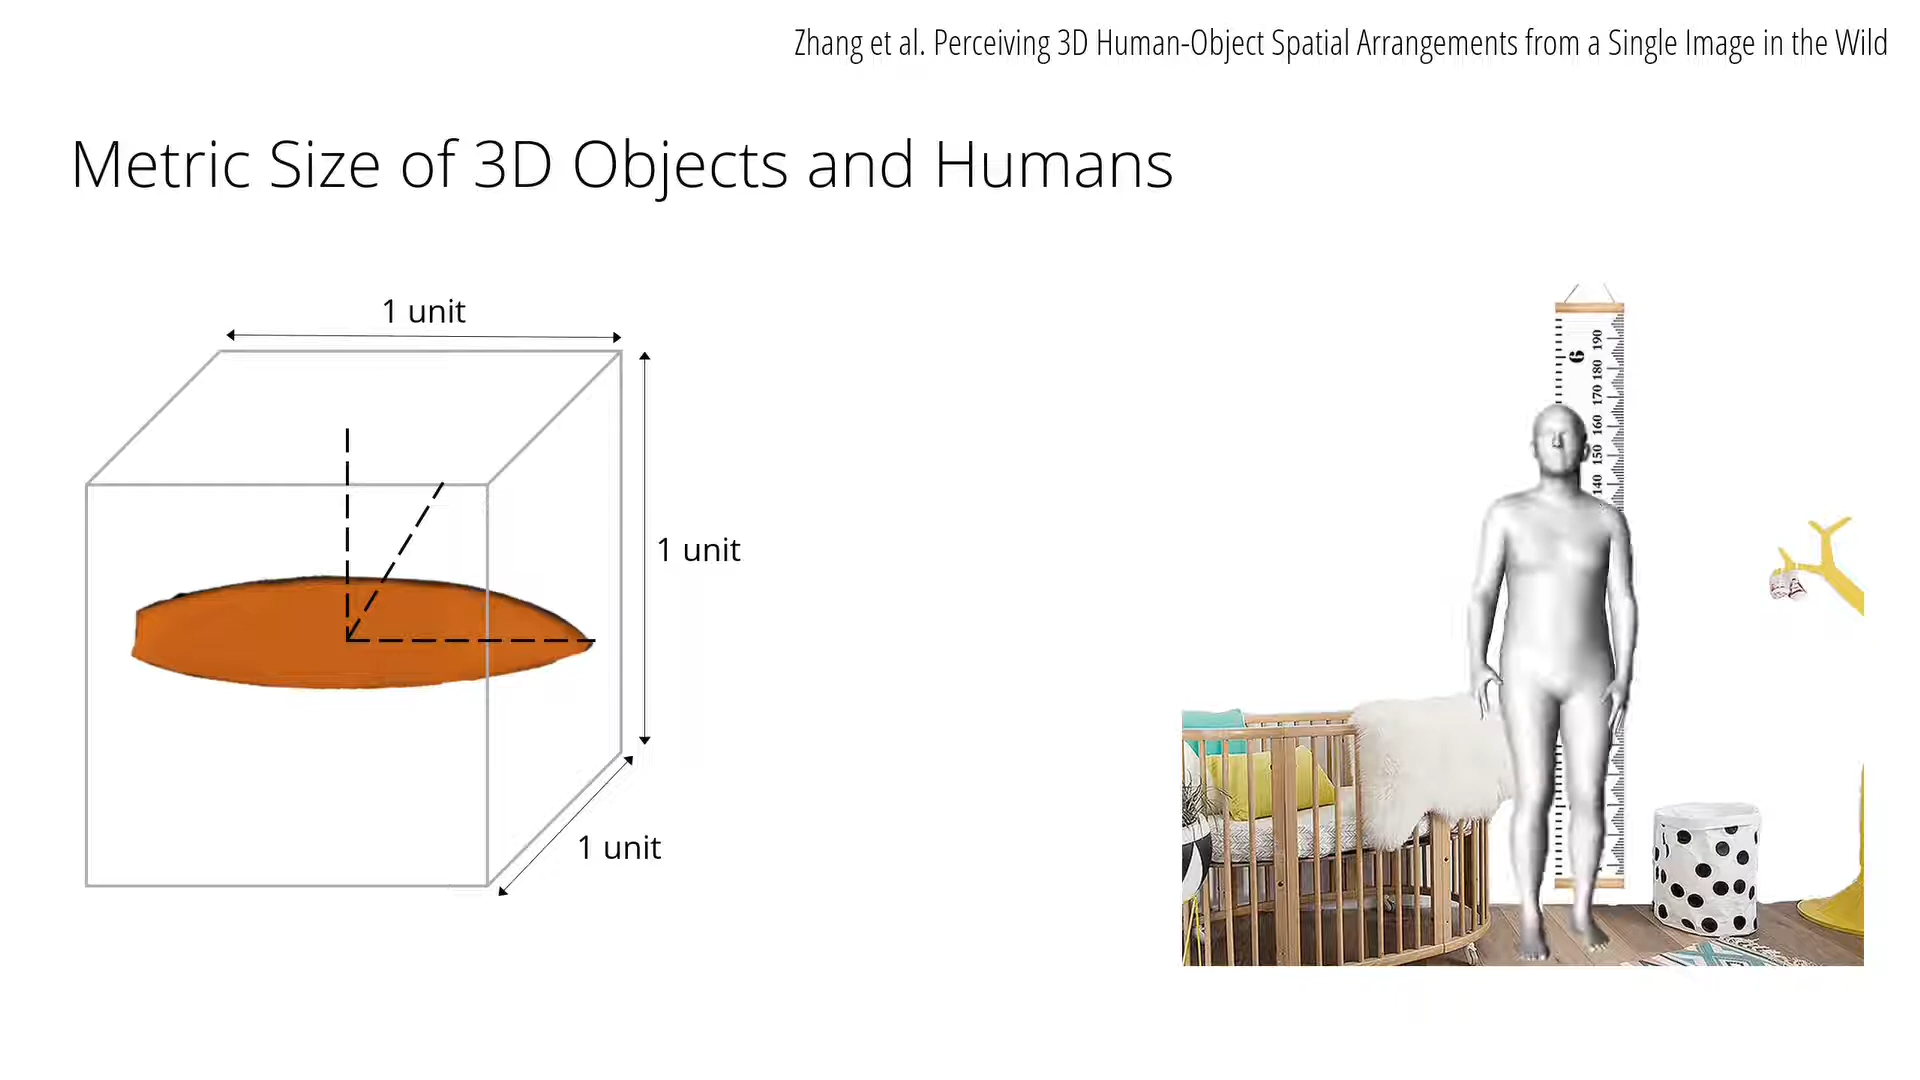 Zhang et al. Perceiving 3D Human-Object Spatial Arrangements from a Single Image in the Wild
Metric Size of 3D Objects and Humans
1 unit
1 unit
1 unit
6
190
180
170
160
150
140